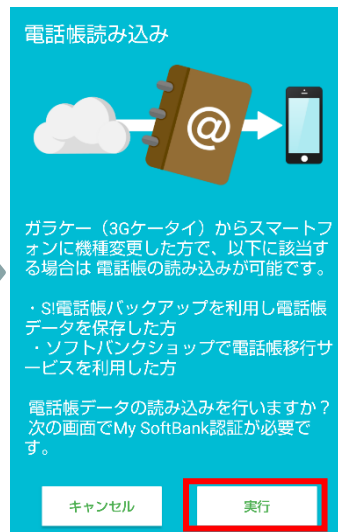 電話帳読み込み
@
ガラケー（3Gケータイ）からスマートフ
ォンに機種変更した方で、以下に該当す
る場合は 電話帳の読み込みが可能です。
・S!電話帳バックアップを利用し電話帳
データを保存した方
・ソフトバンクショップで電話帳移行サ
ービスを利用した方
電話帳データの読み込みを行いますか？
次の画面でMy SoftBank認証が必要で
す。
キャンセル
実行